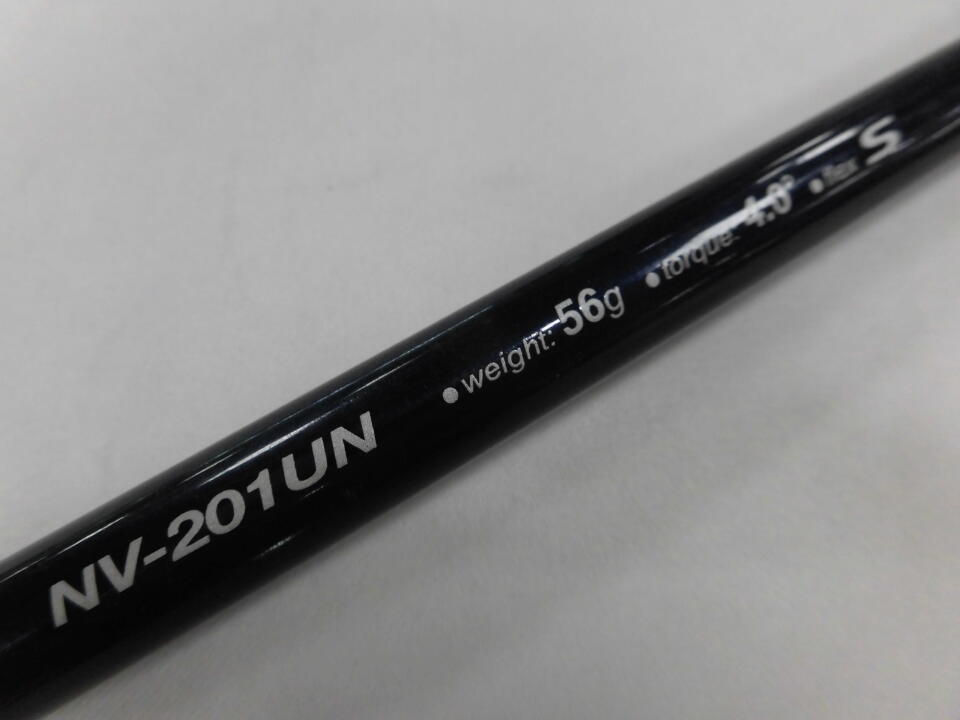 NV-201UN • weight: 56g • torque: 4.0° • flex S